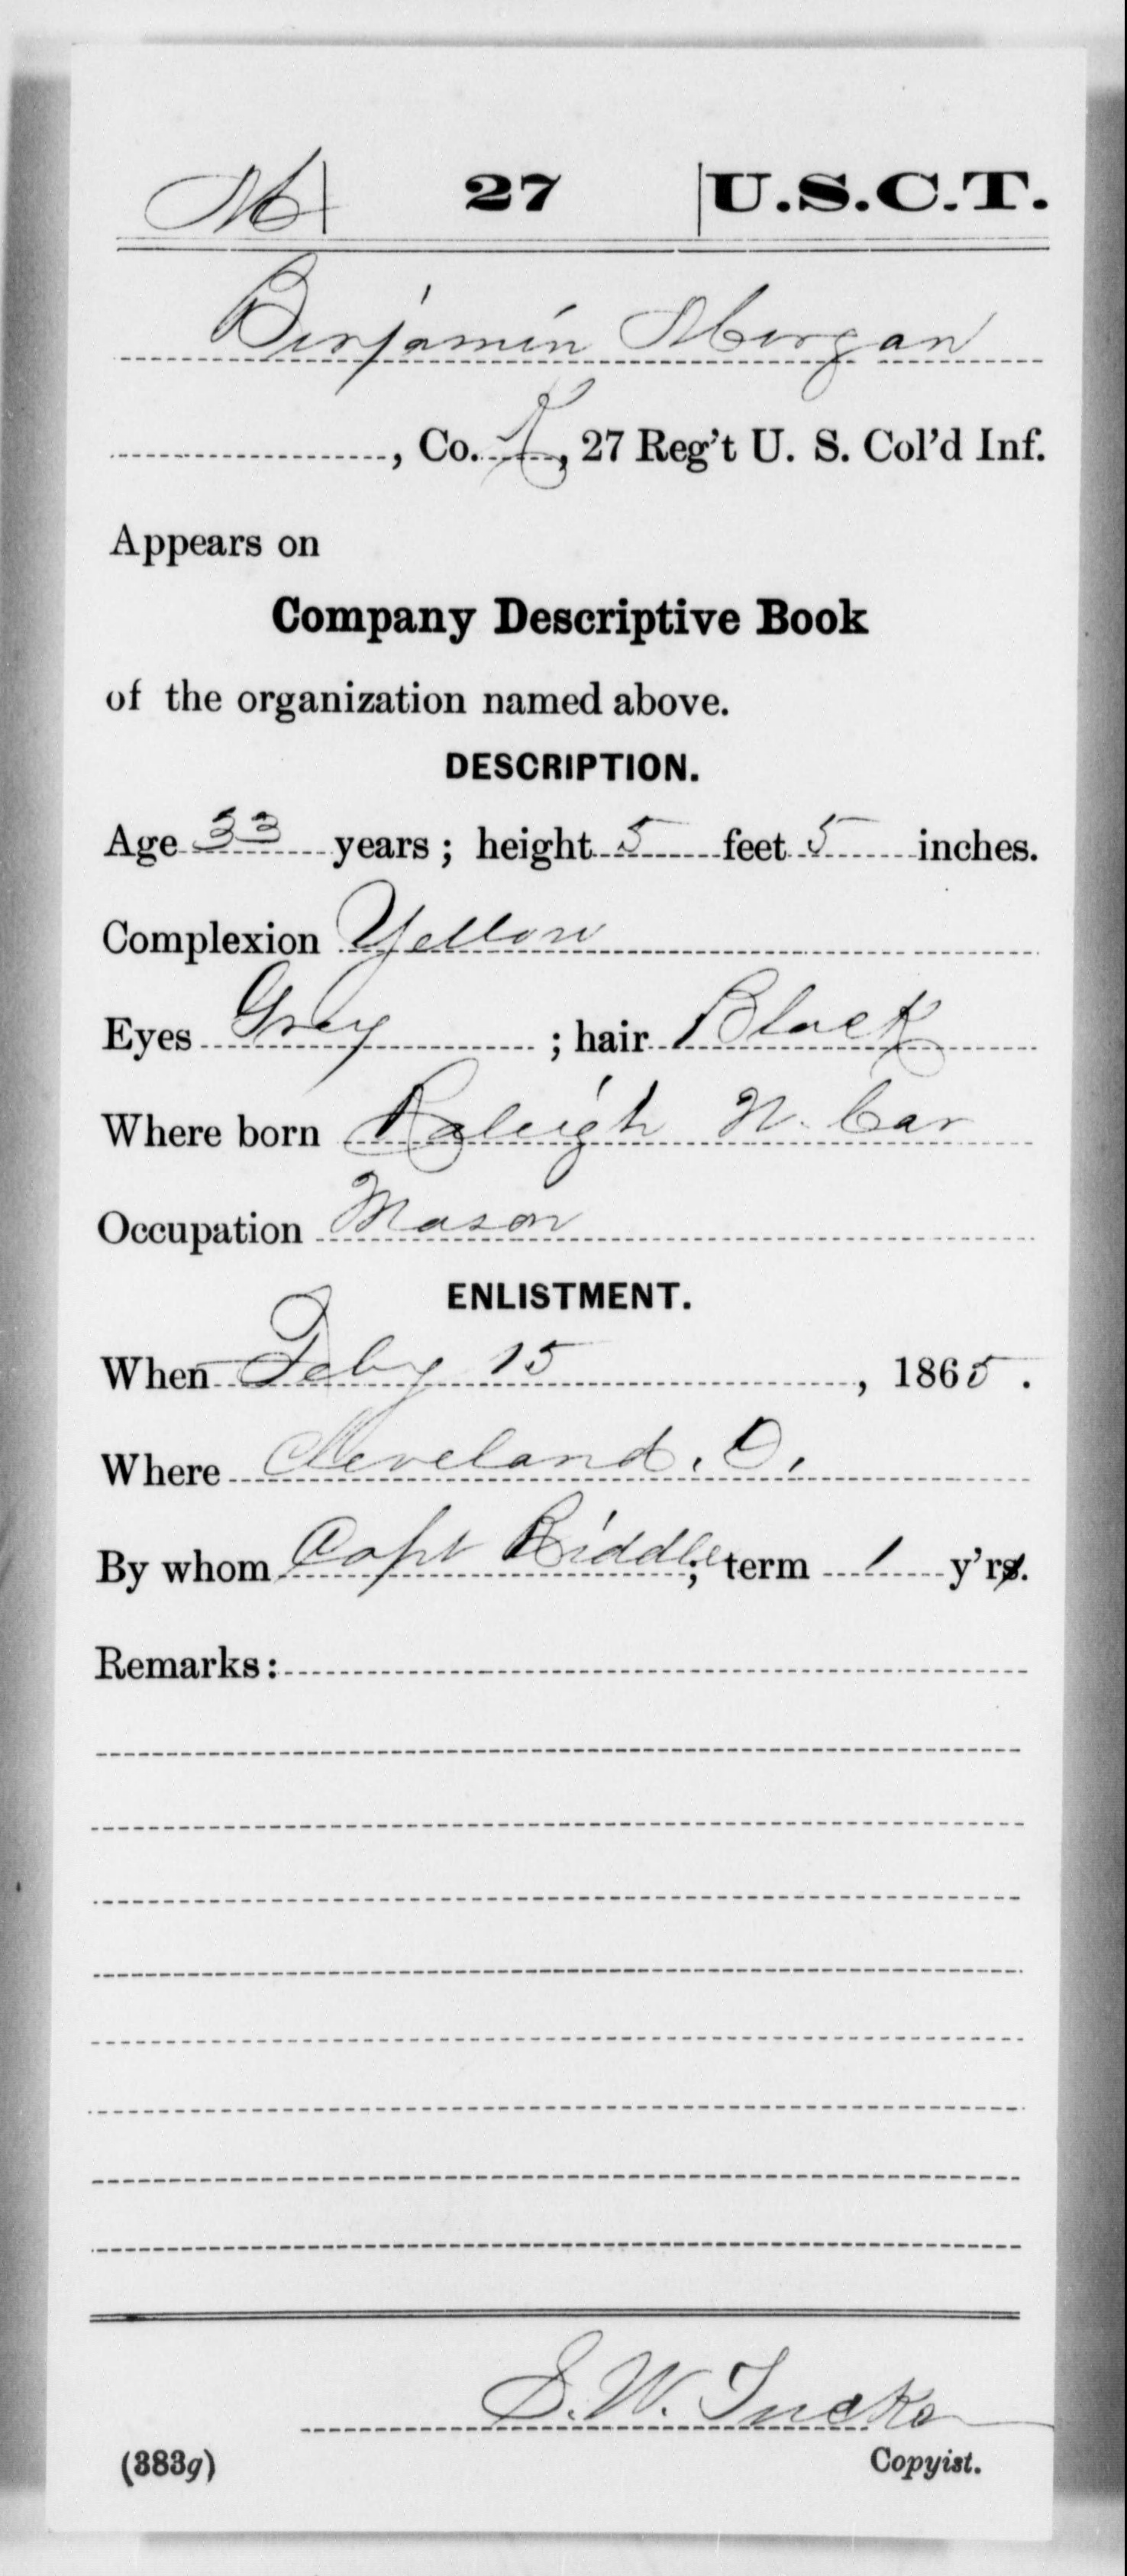 M 27 U.S.C.T.
Benjamin Morgan
, Co. K, 27 Reg't U. S. Col'd Inf.
Appears on
Company Descriptive Book
of the organization named above.
DESCRIPTION.
Age 33 years; height 5 feet 5 inches.
Complexion Yellow
Eyes Grey; hair Black
Where born Raleigh N. Car
Occupation Mason
ENLISTMENT.
When Feby 15, 1865.
Where Cleveland. O.
By whom Capt Riddle; term 1 y'rs.
Remarks:
S. W. Tucker
(383g) Copyist.